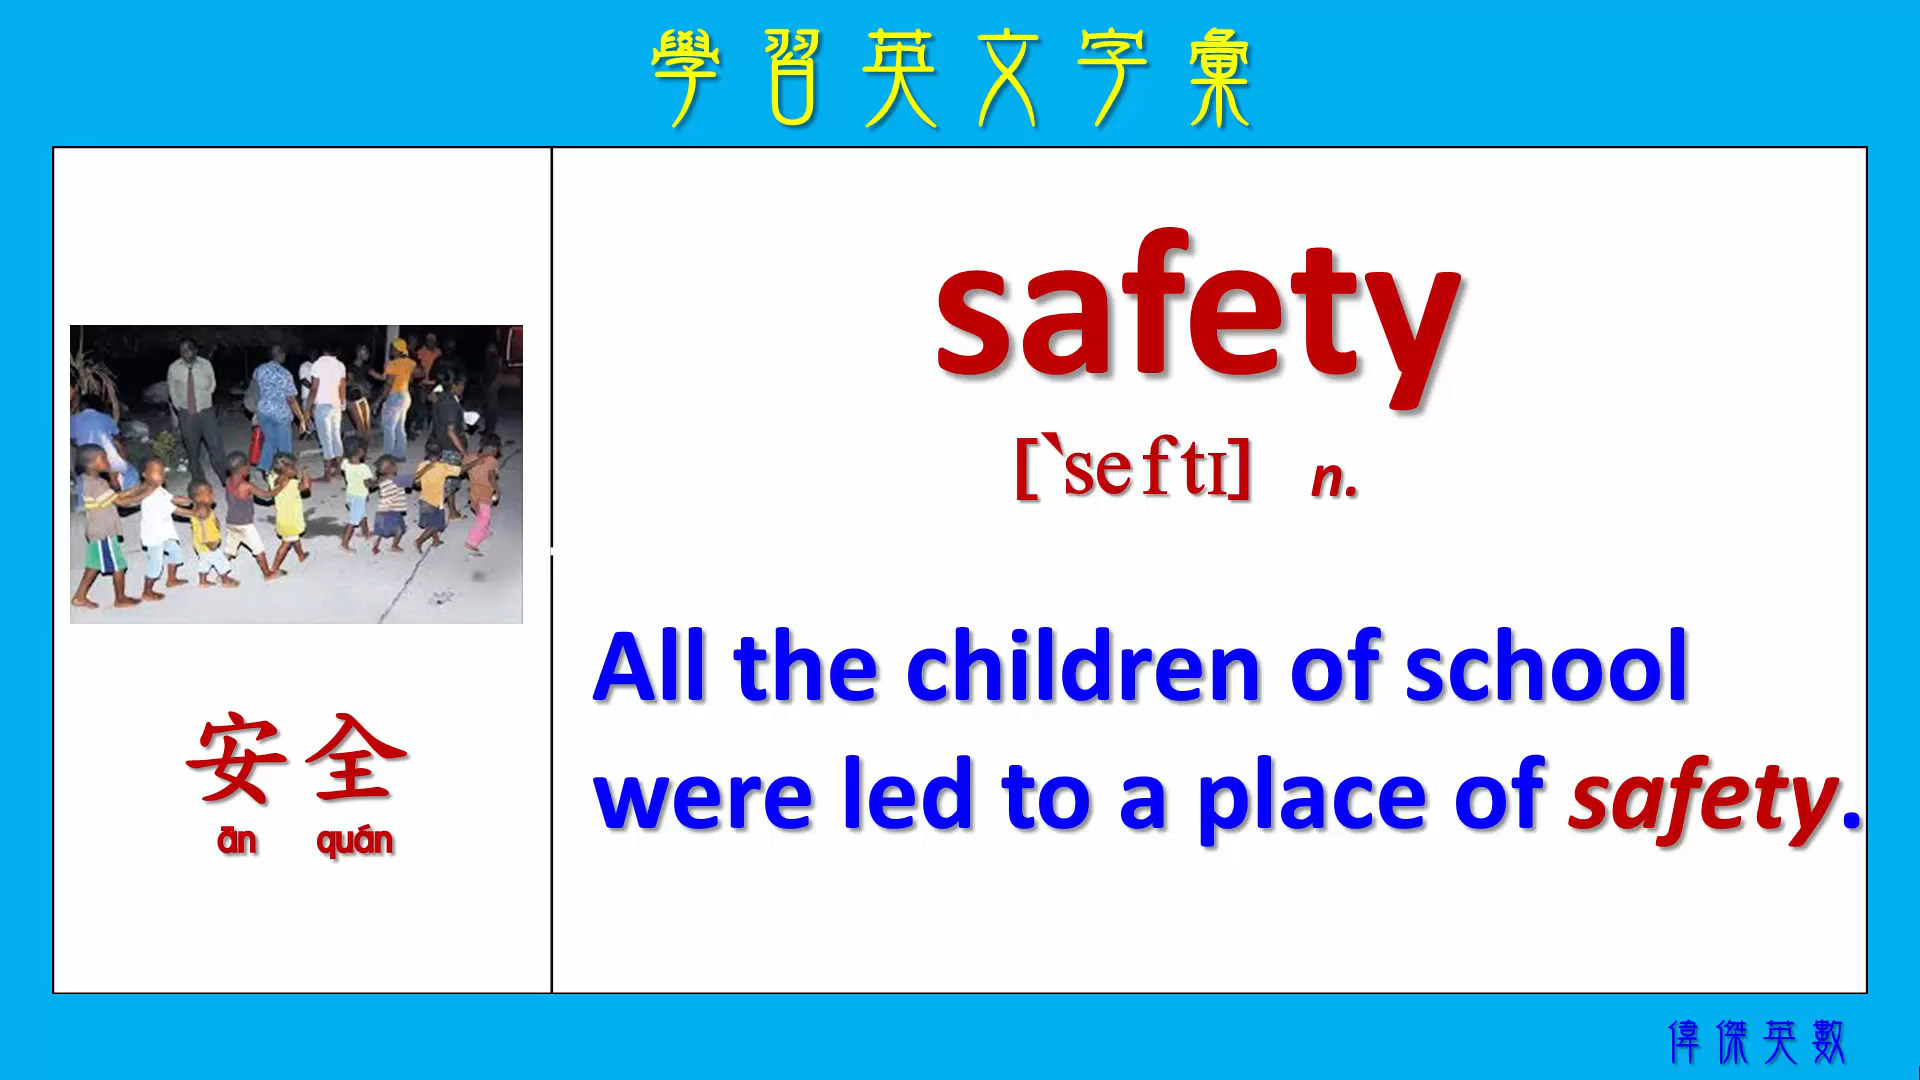 學習英文字彙
safety
[ˋseftɪ] n.
安全
ān quán
All the children of school
were led to a place of safety.
偉傑英數